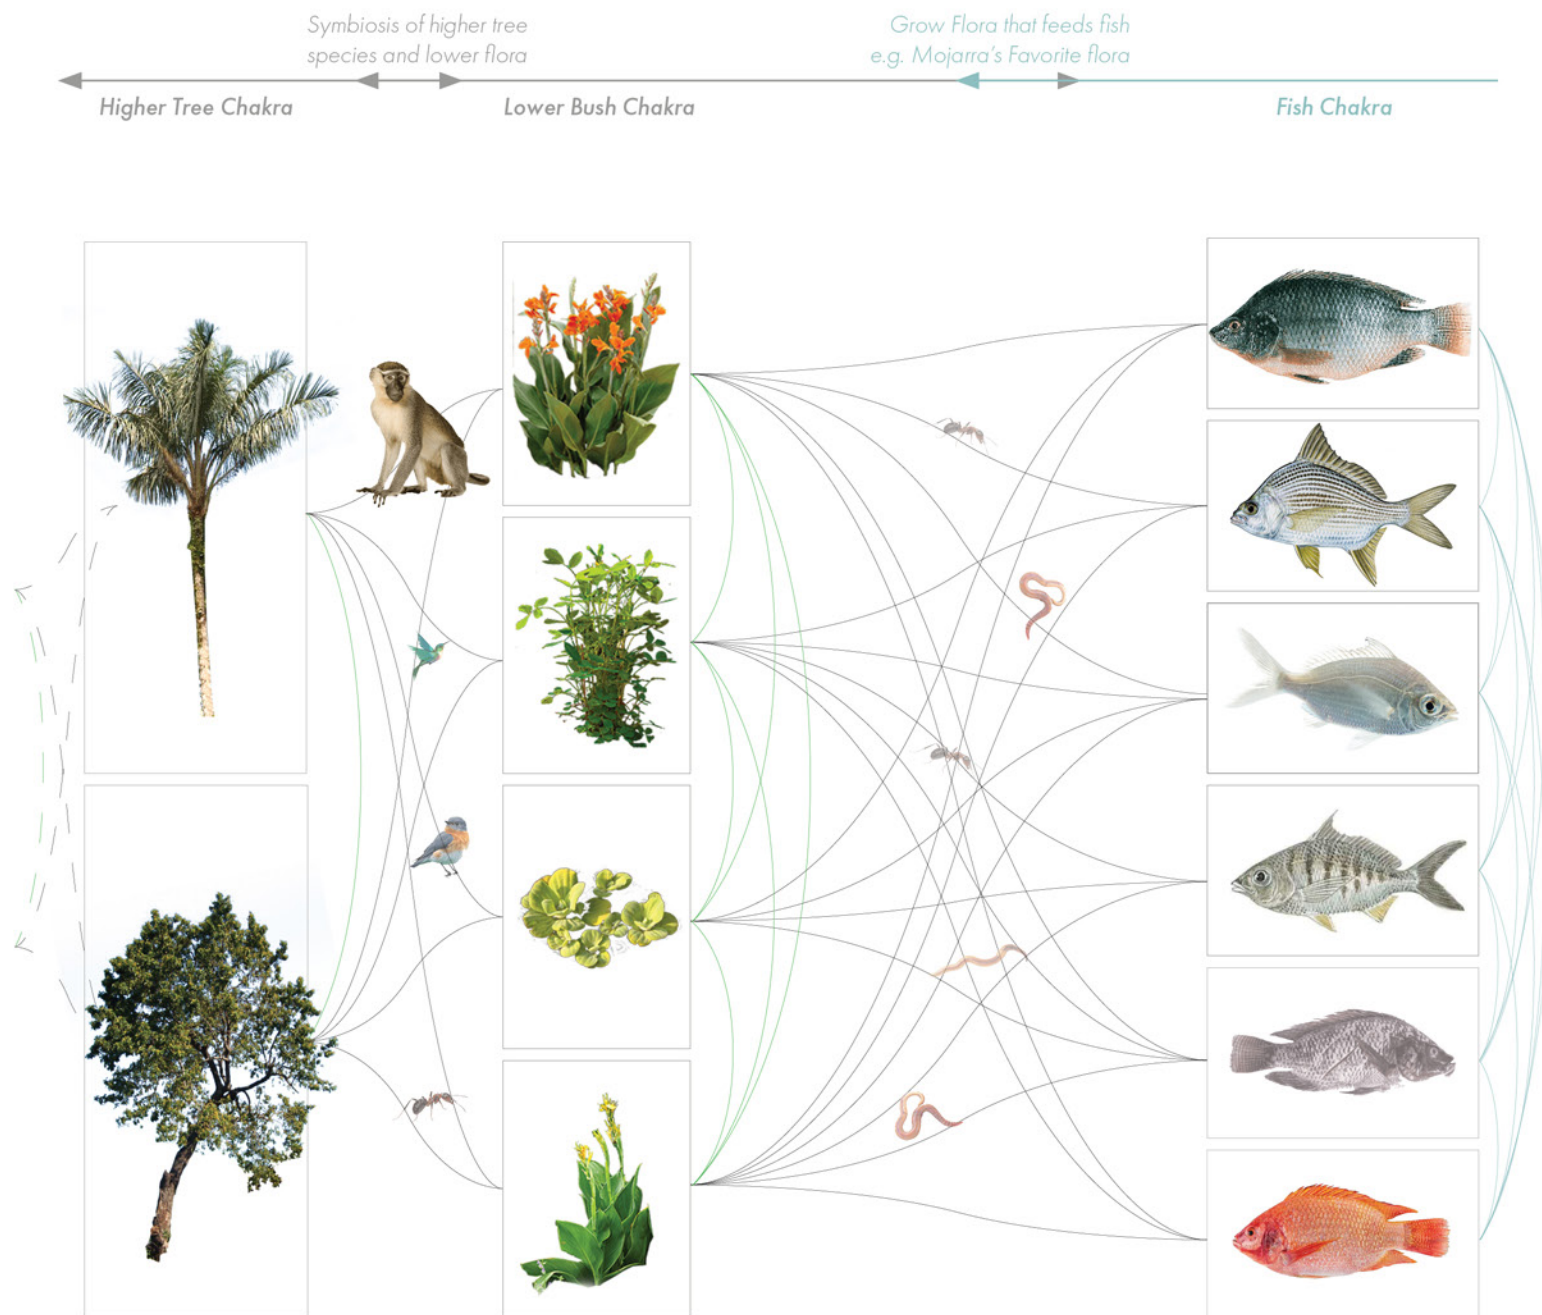 Symbiosis of higher tree
species and lower flora
Grow Flora that feeds fish
e.g. Mojarra's Favorite flora
Higher Tree Chakra
Lower Bush Chakra
Fish Chakra